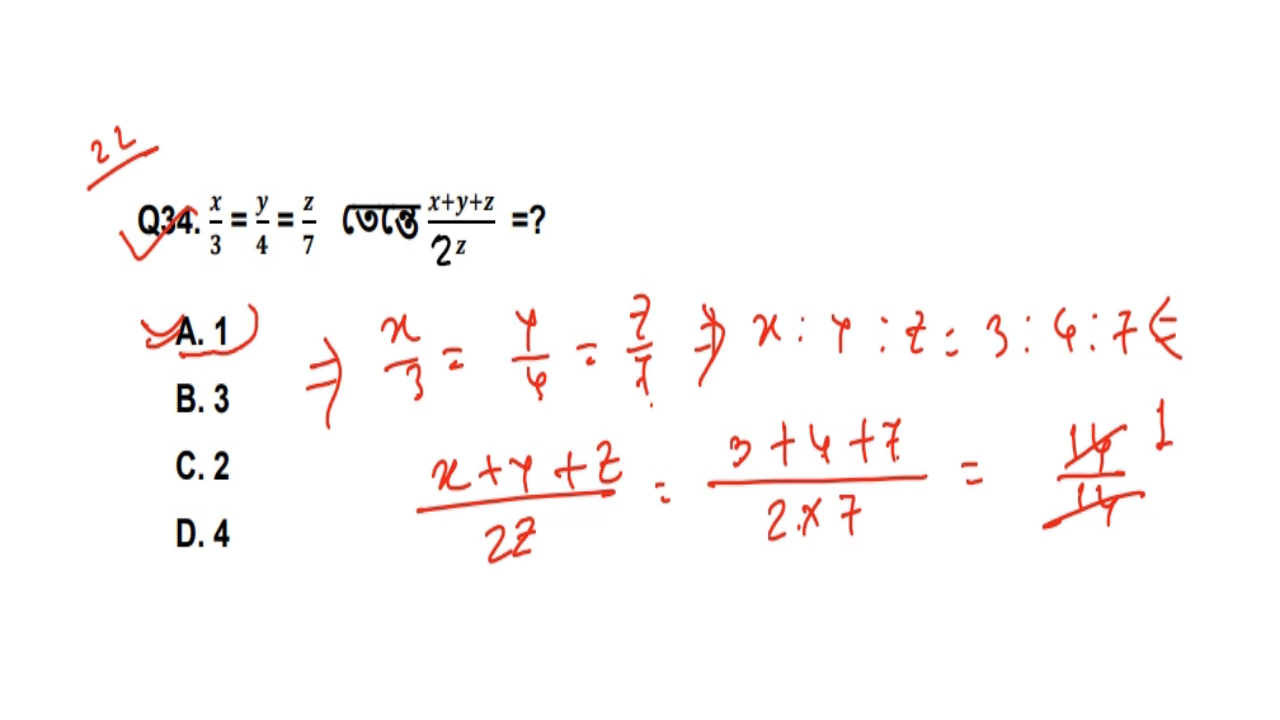 22
Q34. x/3 = y/4 = z/7 তেন্তে x+y+z/2z =?
A. 1
⇒ x/3 = y/4 = z/7 ⇒ x : y : z = 3 : 4 : 7 ⇐
B. 3
C. 2
x+y+z/2z = 3+4+7/2×7 = 14/14 1
D. 4